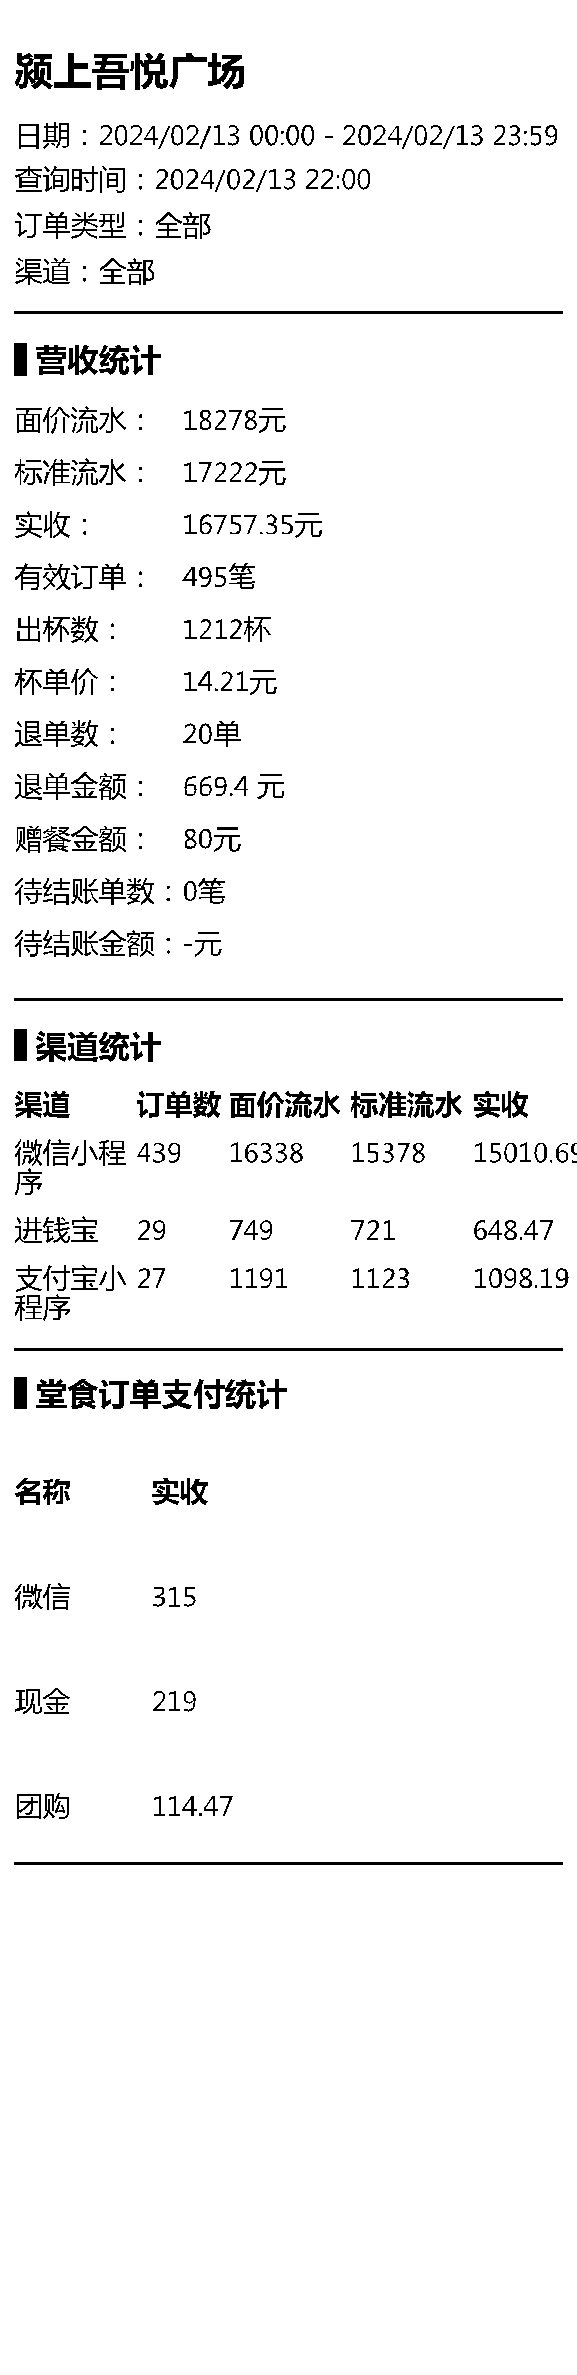 颍上吾悦广场
日期：2024/02/13 00:00 - 2024/02/13 23:59
查询时间：2024/02/13 22:00
订单类型：全部
渠道：全部
营收统计
面价流水： 18278元
标准流水： 17222元
实收： 16757.35元
有效订单： 495笔
出杯数： 1212杯
杯单价： 14.21元
退单数： 20单
退单金额： 669.4 元
赠餐金额： 80元
待结账单数：0笔
待结账金额：-元
渠道统计
渠道 订单数 面价流水 标准流水 实收
微信小程 439 16338 15378 15010.69
序
进钱宝 29 749 721 648.47
支付宝小 27 1191 1123 1098.19
程序
堂食订单支付统计
名称 实收
微信 315
现金 219
团购 114.47